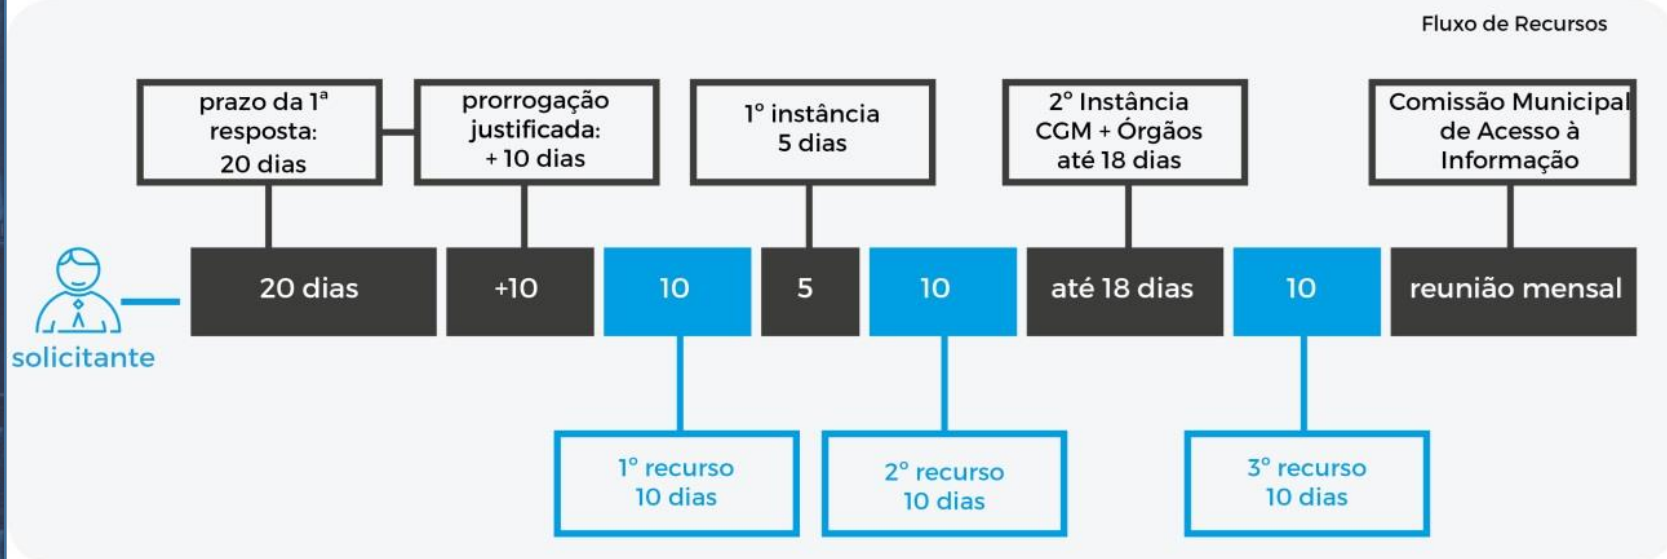 Fluxo de Recursos
prazo da 1ª
resposta:
20 dias
prorrogação
justificada:
+ 10 dias
1º instância
5 dias
2º Instância
CGM + Órgãos
até 18 dias
Comissão Municipal
de Acesso à
Informação
20 dias
+10
10
5
10
até 18 dias
10
reunião mensal
solicitante
1º recurso
10 dias
2º recurso
10 dias
3º recurso
10 dias